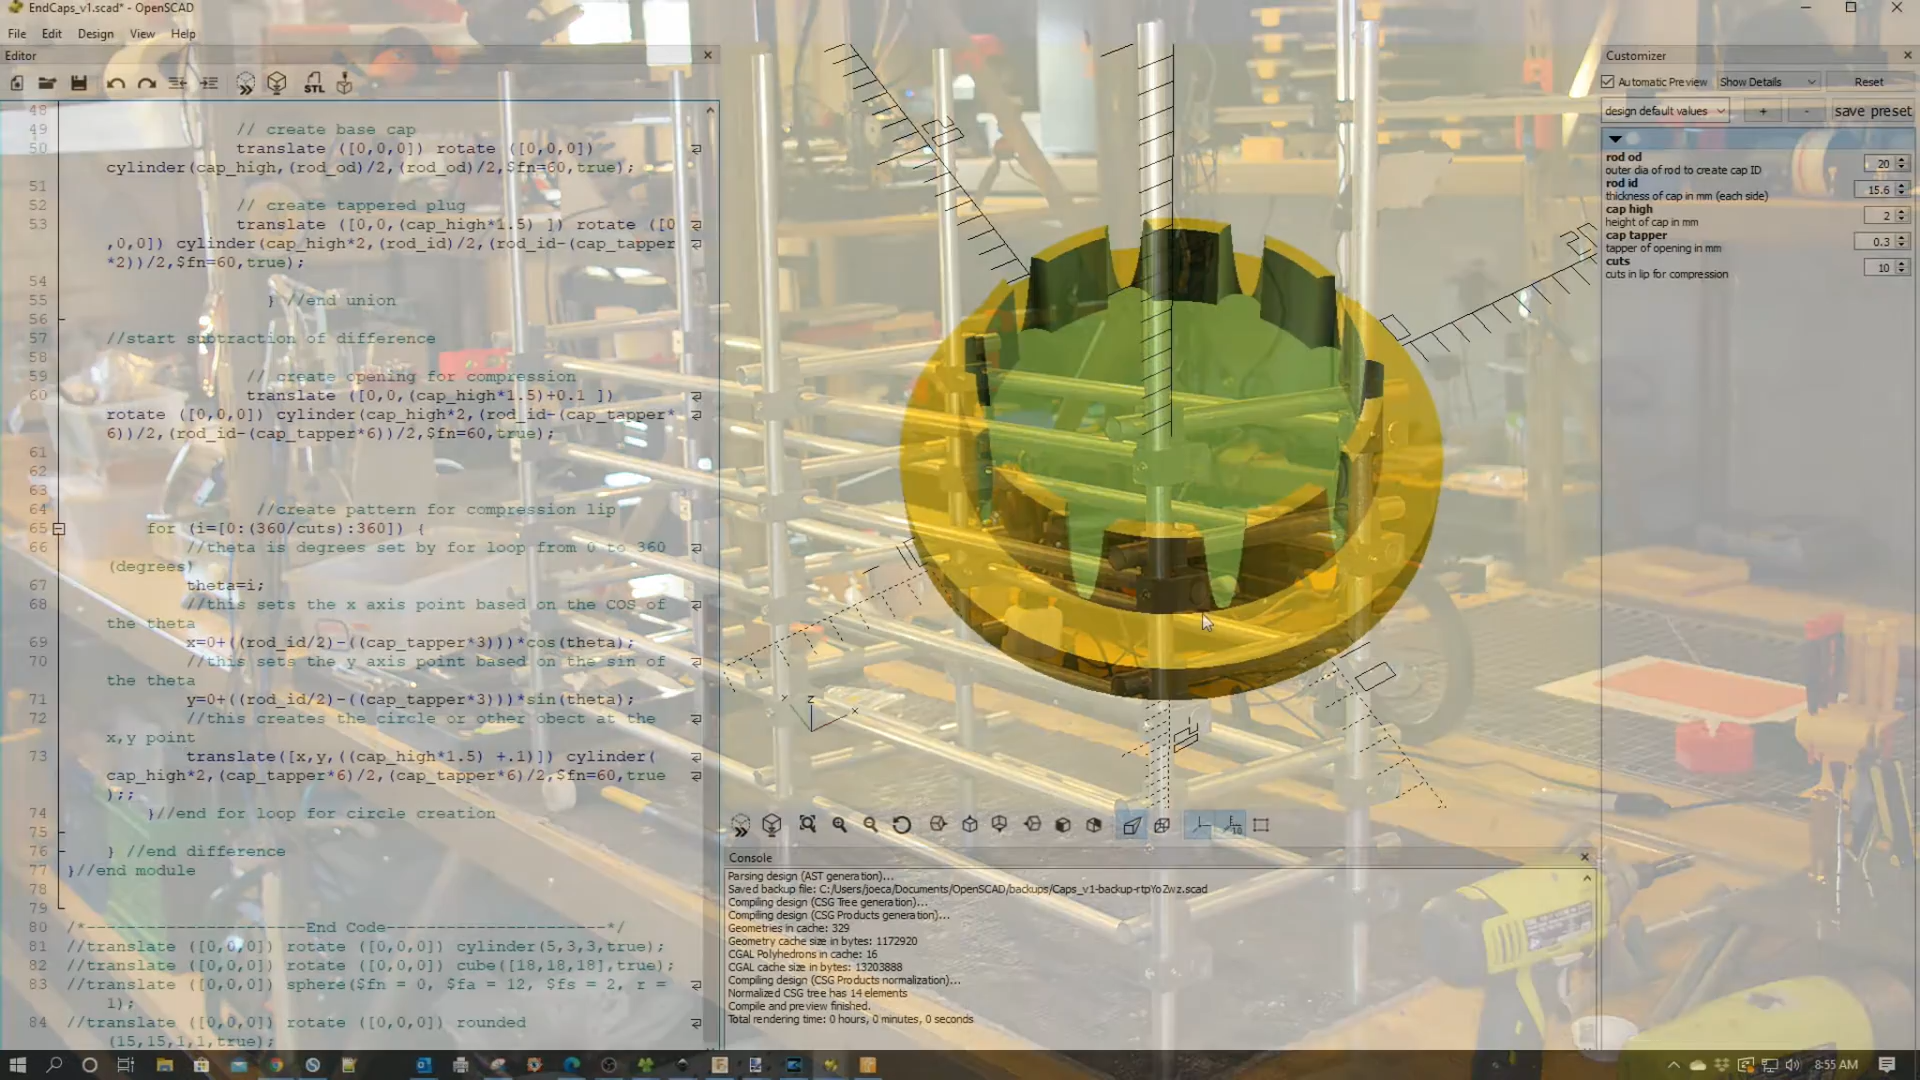 EndCaps_v1.scad* - OpenSCAD
File Edit Design View Help
Editor
STL
48
49 // create base cap
50 translate ([0,0,0]) rotate ([0,0,0])
cylinder(cap_high,(rod_od)/2,(rod_od)/2,$fn=60,true);
51
52 // create tappered plug
53 translate ([0,0,(cap_high*1.5) ]) rotate ([0
,0,0]) cylinder(cap_high*2,(rod_id)/2,(rod_id-(cap_tapper
*2))/2,$fn=60,true);
54
55 } //end union
56
57 //start subtraction of difference
58
59 // create opening for compression
60 translate ([0,0,(cap_high*1.5)+0.1 ])
rotate ([0,0,0]) cylinder(cap_high*2,(rod_id-(cap_tapper*
6))/2,(rod_id-(cap_tapper*6))/2,$fn=60,true);
61
62
63
64 //create pattern for compression lip
65 for (i=[0:(360/cuts):360]) {
66 //theta is degrees set by for loop from 0 to 360
(degrees)
67 theta=i;
68 //this sets the x axis point based on the COS of
the theta
69 x=0+((rod_id/2)-((cap_tapper*3)))*cos(theta);
70 //this sets the y axis point based on the sin of
the theta
71 y=0+((rod_id/2)-((cap_tapper*3)))*sin(theta);
72 //this creates the circle or other obect at the
x,y point
73 translate([x,y,((cap_high*1.5) +.1)]) cylinder(
cap_high*2,(cap_tapper*6)/2,(cap_tapper*6)/2,$fn=60,true
);;
74 }//end for loop for circle creation
75
76 } //end difference
77 }//end module
78
79
80 /*----------------------End Code----------------------*/
81 //translate ([0,0,0]) rotate ([0,0,0]) cylinder(5,3,3,true);
82 //translate ([0,0,0]) rotate ([0,0,0]) cube([18,18,18],true);
83 //translate ([0,0,0]) rotate ([0,0,0]) sphere($fn = 0, $fa = 12, $fs = 2, r =
1);
84 //translate ([0,0,0]) rotate ([0,0,0]) rounded
(15,15,1,1,true);
z
x
Console
Parsing design (AST generation)...
Saved backup file: C:/Users/joeca/Documents/OpenSCAD/backups/Caps_v1-backup-rtpYoZwz.scad
Compiling design (CSG Tree generation)...
Compiling design (CSG Products generation)...
Geometries in cache: 329
Geometry cache size in bytes: 1172920
CGAL Polyhedrons in cache: 16
CGAL cache size in bytes: 13203888
Compiling design (CSG Products normalization)...
Normalized CSG tree has 14 elements
Compile and preview finished.
Total rendering time: 0 hours, 0 minutes, 0 seconds
Customizer
Automatic Preview Show Details Reset
design default values + - save preset
rod od
outer dia of rod to create cap ID 20
rod id
thickness of cap in mm (each side) 15.6
cap high
height of cap in mm 2
cap tapper
tapper of opening in mm 0.3
cuts
cuts in lip for compression 10
8:55 AM